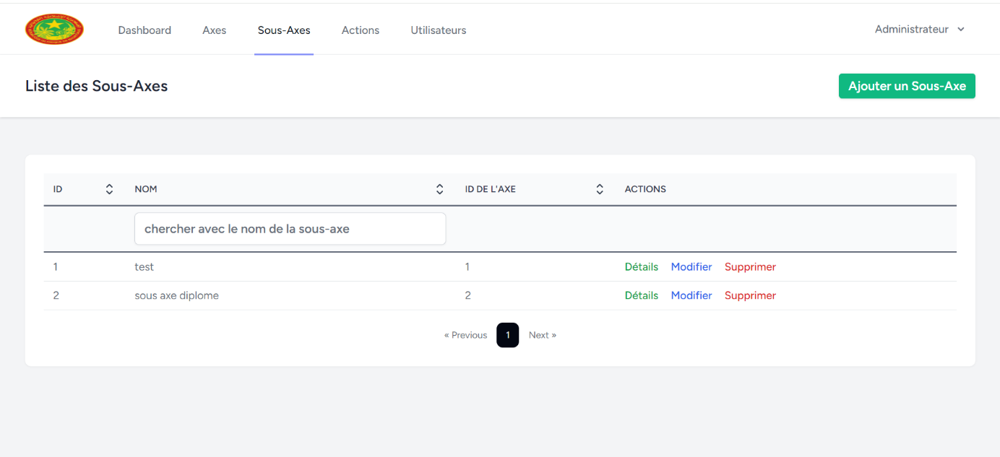 Dashboard Axes Sous-Axes Actions Utilisateurs Administrateur
Liste des Sous-Axes Ajouter un Sous-Axe
ID NOM ID DE L'AXE ACTIONS
chercher avec le nom de la sous-axe
1 test 1 Détails Modifier Supprimer
2 sous axe diplome 2 Détails Modifier Supprimer
« Previous 1 Next »